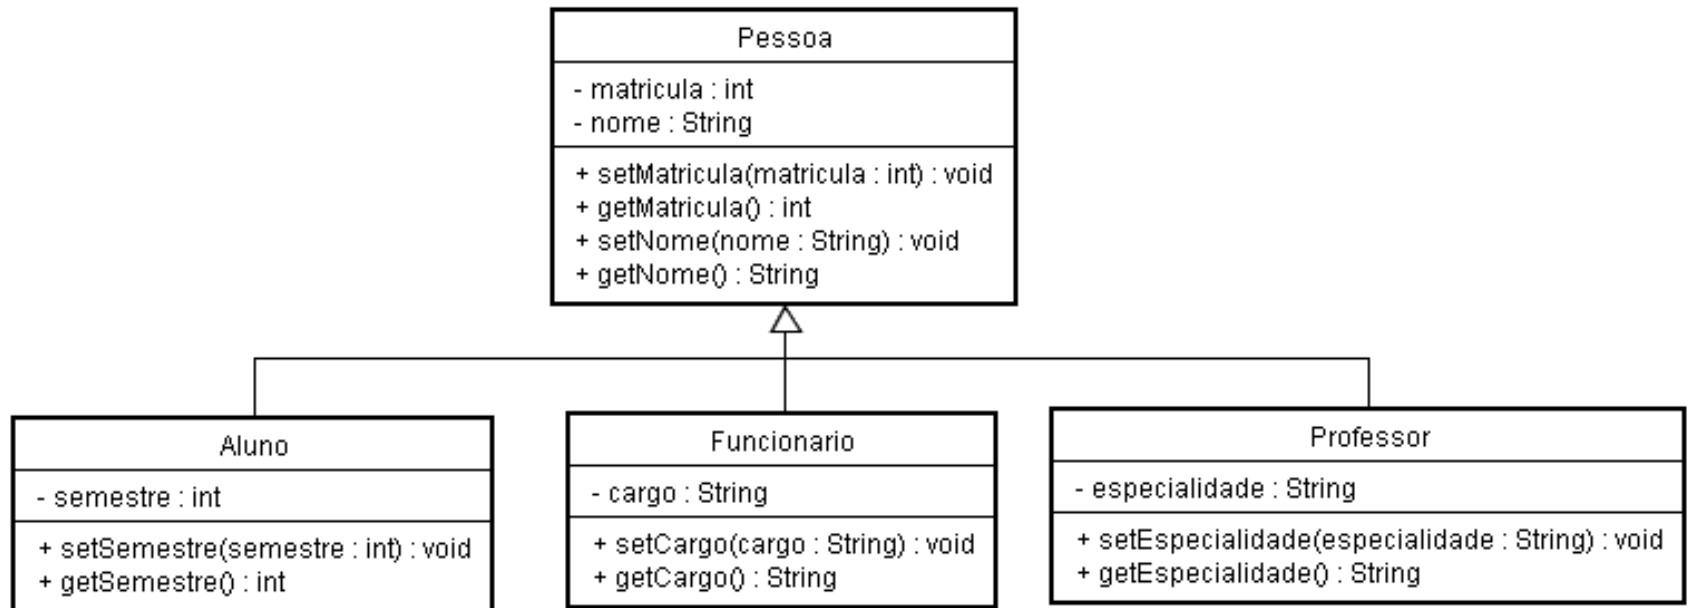 Pessoa
- matricula : int
- nome : String
+ setMatricula(matricula : int) : void
+ getMatricula() : int
+ setNome(nome : String) : void
+ getNome() : String
Aluno
- semestre : int
+ setSemestre(semestre : int) : void
+ getSemestre() : int
Funcionario
- cargo : String
+ setCargo(cargo : String) : void
+ getCargo() : String
Professor
- especialidade : String
+ setEspecialidade(especialidade : String) : void
+ getEspecialidade() : String